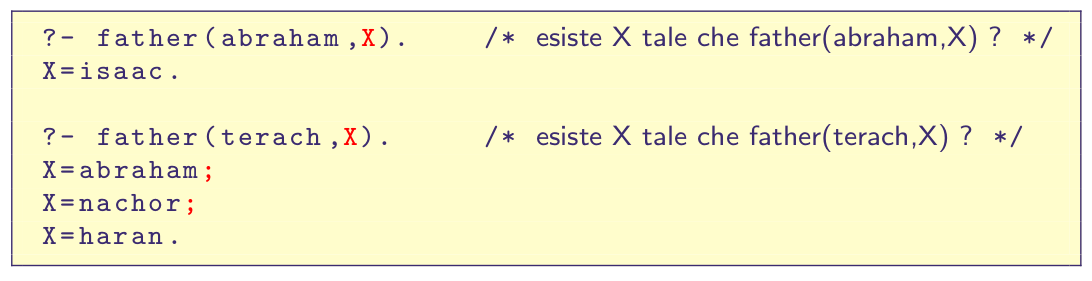 ?- father(abraham,X). /* esiste X tale che father(abraham,X) ? */
X=isaac.
?- father(terach,X). /* esiste X tale che father(terach,X) ? */
X=abraham;
X=nachor;
X=haran.